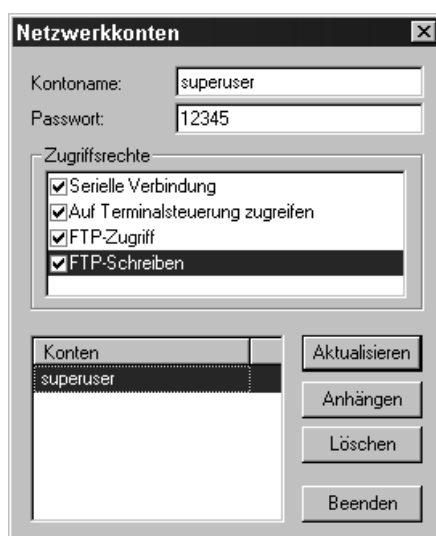 Netzwerkkonten
Kontoname: superuser
Passwort: 12345
Zugriffsrechte
Serielle Verbindung
Auf Terminalsteuerung zugreifen
FTP-Zugriff
FTP-Schreiben
Konten
superuser
Aktualisieren
Anhängen
Löschen
Beenden